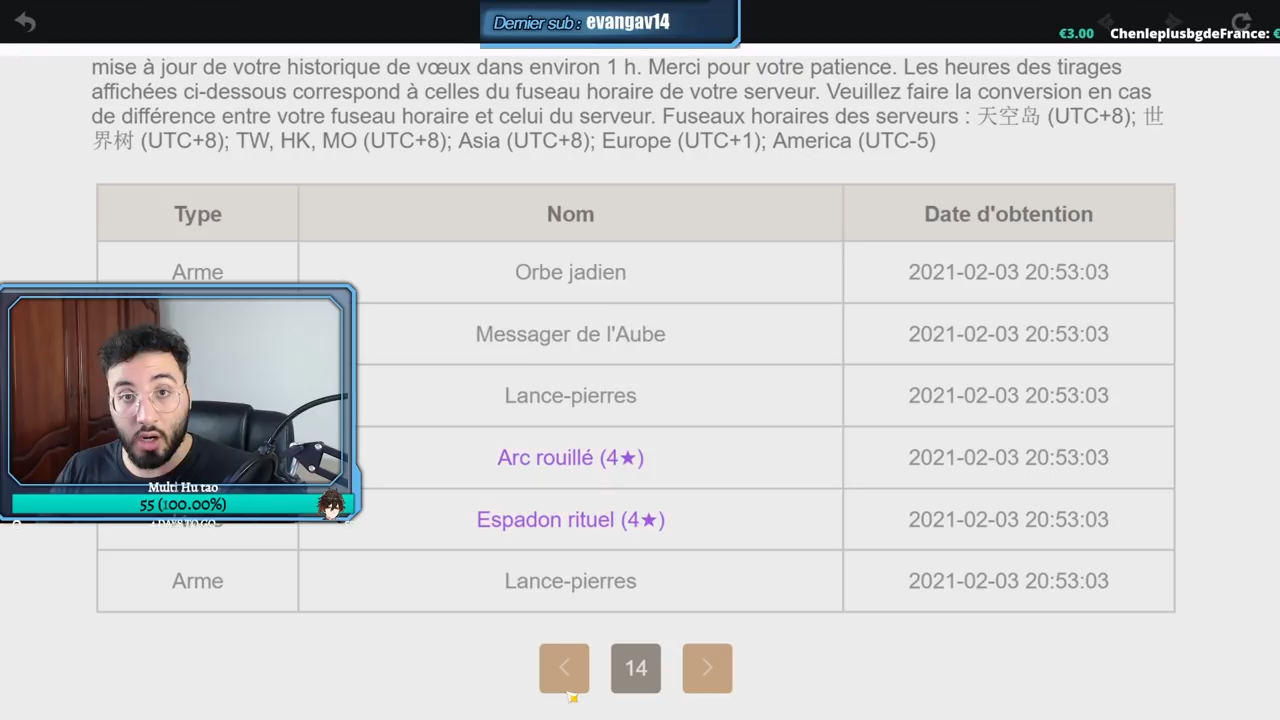 Dernier sub : evangav14
€3.00 ChenleplusbgdeFrance: €
mise à jour de votre historique de vœux dans environ 1 h. Merci pour votre patience. Les heures des tirages
affichées ci-dessous correspond à celles du fuseau horaire de votre serveur. Veuillez faire la conversion en cas
de différence entre votre fuseau horaire et celui du serveur. Fuseaux horaires des serveurs : 天空岛 (UTC+8); 世
界树 (UTC+8); TW, HK, MO (UTC+8); Asia (UTC+8); Europe (UTC+1); America (UTC-5)
Type Nom Date d'obtention
Arme Orbe jadien 2021-02-03 20:53:03
Messager de l'Aube 2021-02-03 20:53:03
Lance-pierres 2021-02-03 20:53:03
Arc rouillé (4★) 2021-02-03 20:53:03
Espadon rituel (4★) 2021-02-03 20:53:03
Arme Lance-pierres 2021-02-03 20:53:03
Multi Hu tao
55 (100.00%)
14